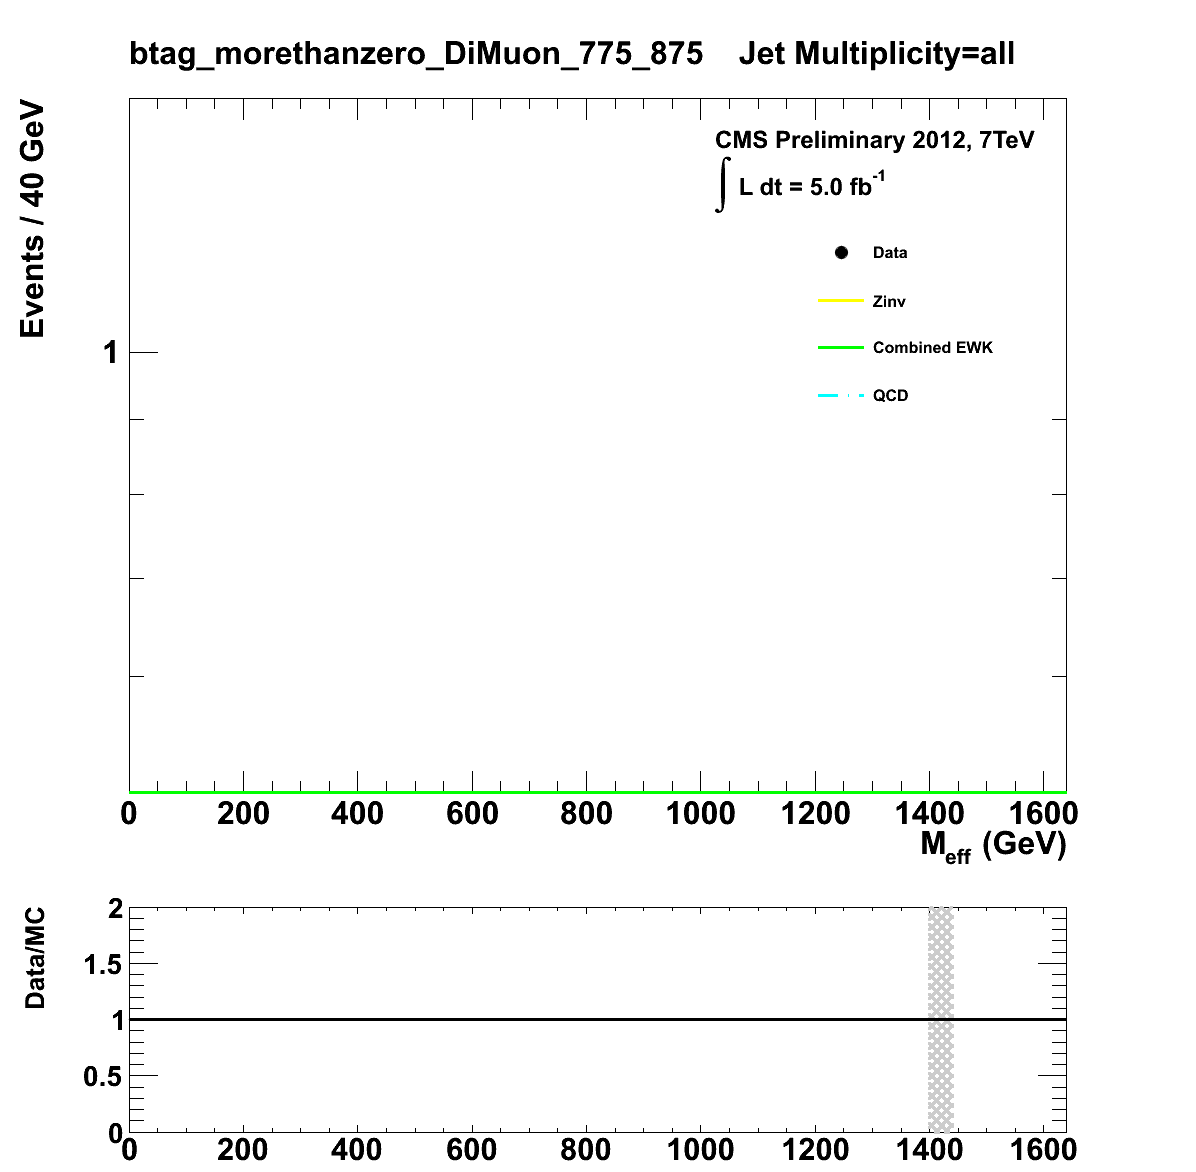 btag_morethanzero_DiMuon_775_875 Jet Multiplicity=all
Events / 40 GeV
CMS Preliminary 2012, 7TeV
∫ L dt = 5.0 fb⁻¹
Data
Zinv
Combined EWK
QCD
1
0 200 400 600 800 1000 1200 1400 1600
M_eff (GeV)
Data/MC
2
1.5
1
0.5
0
0 200 400 600 800 1000 1200 1400 1600